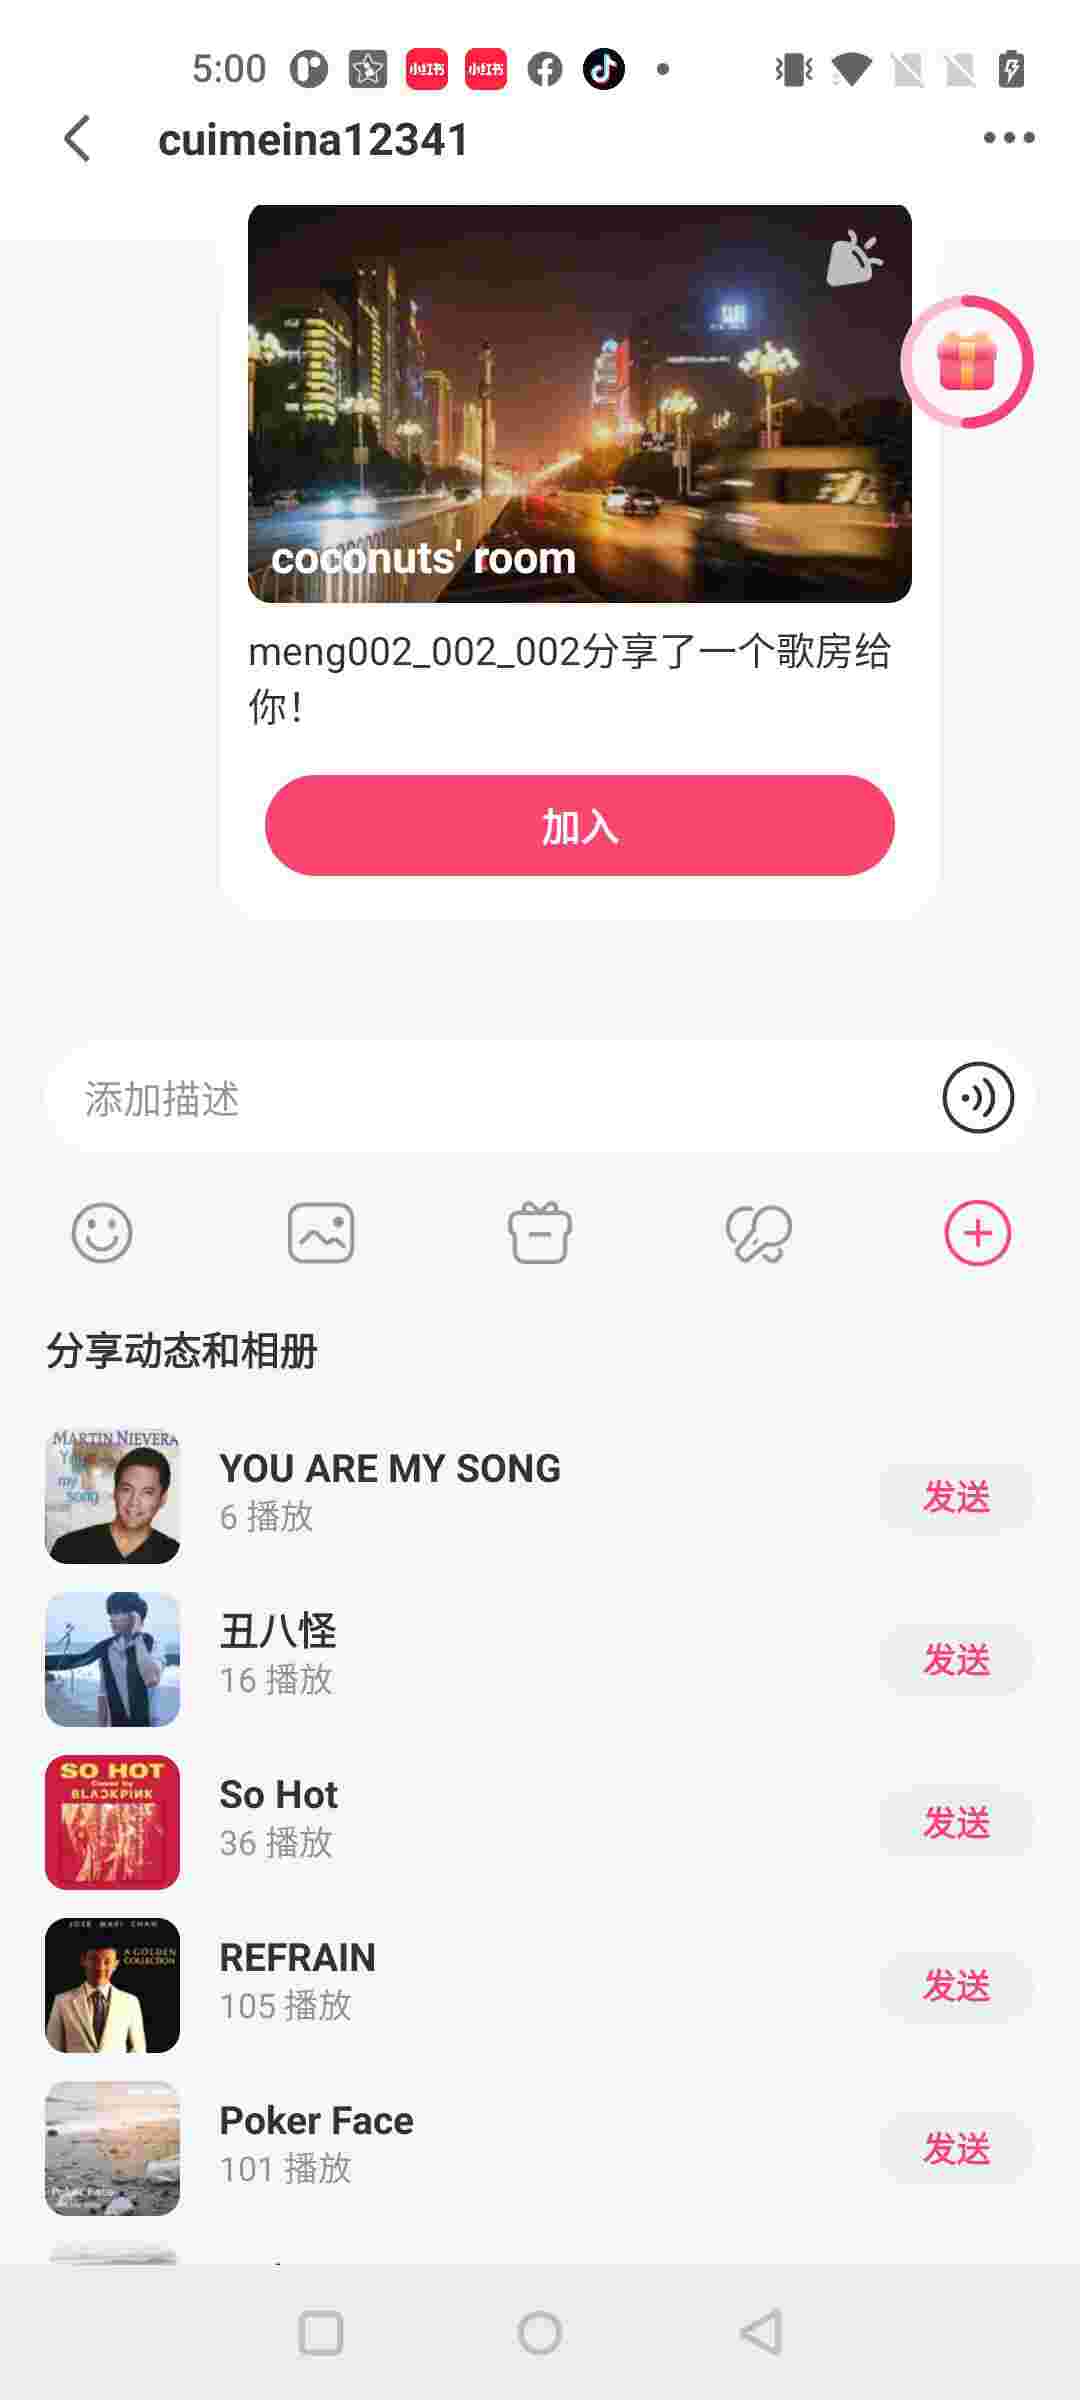 5:00
小红书
小红书
cuimeina12341
coconuts' room
meng002_002_002分享了一个歌房给
你!
加入
添加描述
分享动态和相册
MARTIN NIEVERA
You are
my
song
YOU ARE MY SONG
6 播放
发送
丑八怪
16 播放
发送
SO HOT
Cover by
BLACKPINK
So Hot
36 播放
发送
JOSE MARI CHAN
A GOLDEN
COLLECTION
REFRAIN
105 播放
发送
Poker Face
Poker Face
101 播放
发送